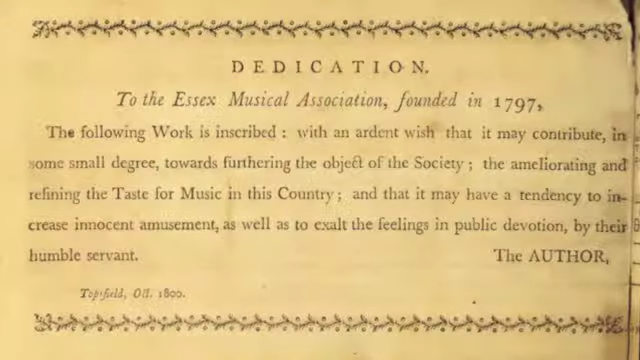 DEDICATION.
To the Essex Musical Association, founded in 1797,
The following Work is inscribed: with an ardent wish that it may contribute, in
some small degree, towards furthering the object of the Society; the ameliorating and
refining the Taste for Music in this Country; and that it may have a tendency to in-
crease innocent amusement, as well as to exalt the feelings in public devotion, by their
humble servant. The AUTHOR,
Topsfield, Oct. 1800.